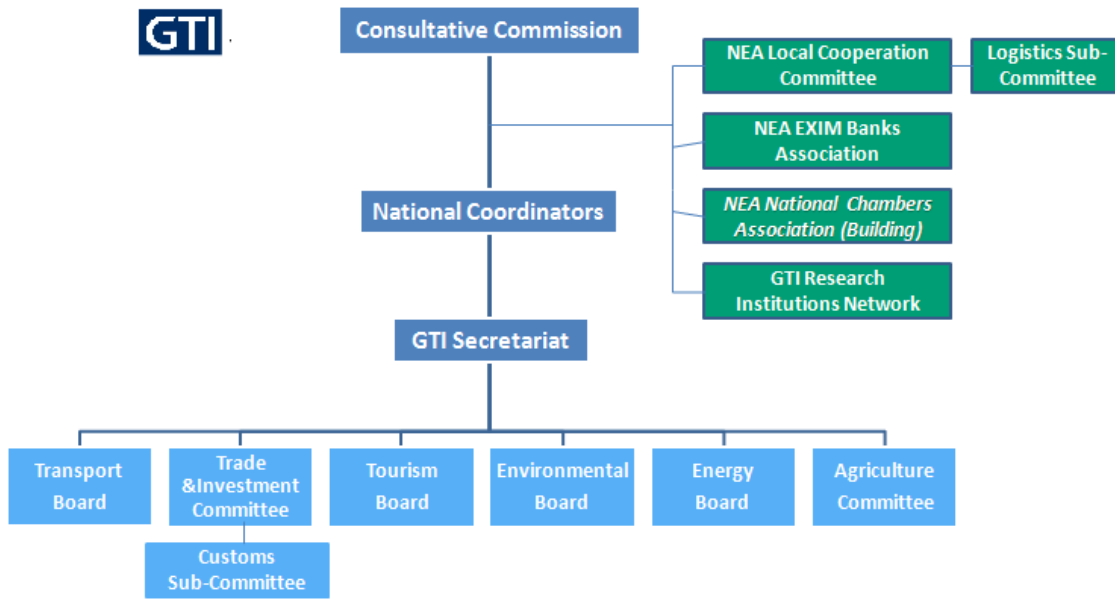 GTI .
Consultative Commission
NEA Local Cooperation
Committee
Logistics Sub-
Committee
NEA EXIM Banks
Association
National Coordinators
NEA National Chambers
Association (Building)
GTI Research
Institutions Network
GTI Secretariat
Transport
Board
Trade
&Investment
Committee
Tourism
Board
Environmental
Board
Energy
Board
Agriculture
Committee
Customs
Sub-Committee